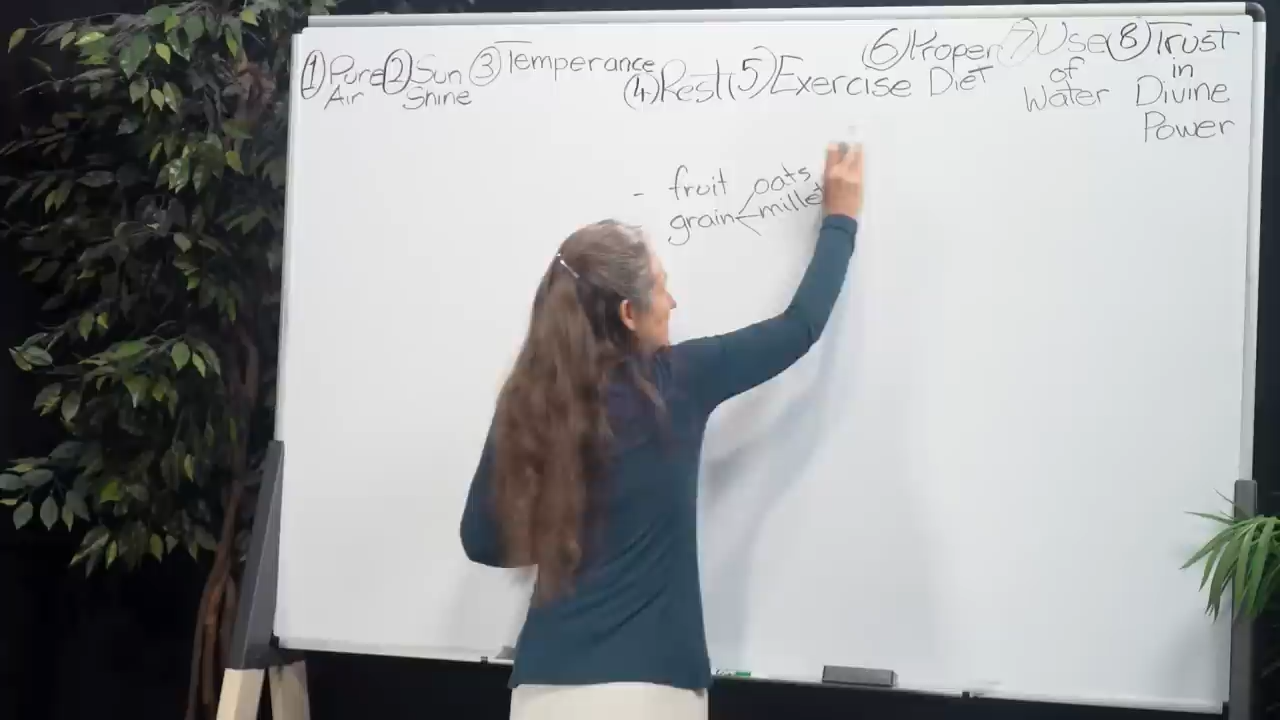 ① Pure Air
② Sun Shine
③ Temperance
(4) Rest
(5) Exercise
⑥ Proper Diet
⑦ Use of Water
⑧ Trust in Divine Power
- fruit
grain < oats
millet